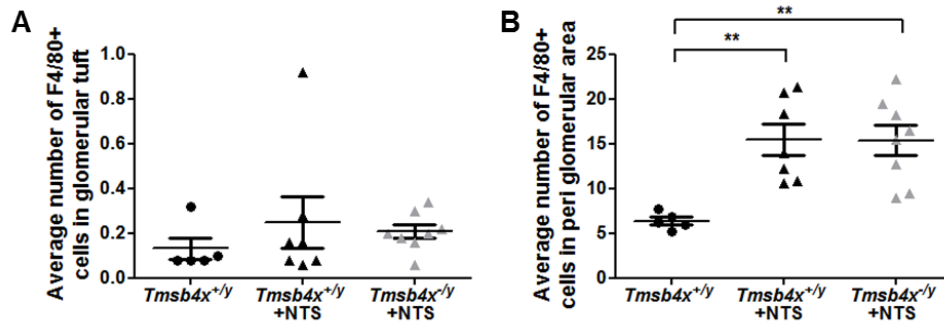 A
Average number of F4/80+
cells in glomerular tuft
1.0
0.8
0.6
0.4
0.2
0.0
Tmsb4x+/y
Tmsb4x+/y
+NTS
Tmsb4x-/y
+NTS
B
Average number of F4/80+
cells in peri glomerular area
25
20
15
10
5
0
**
**
Tmsb4x+/y
Tmsb4x+/y
+NTS
Tmsb4x-/y
+NTS